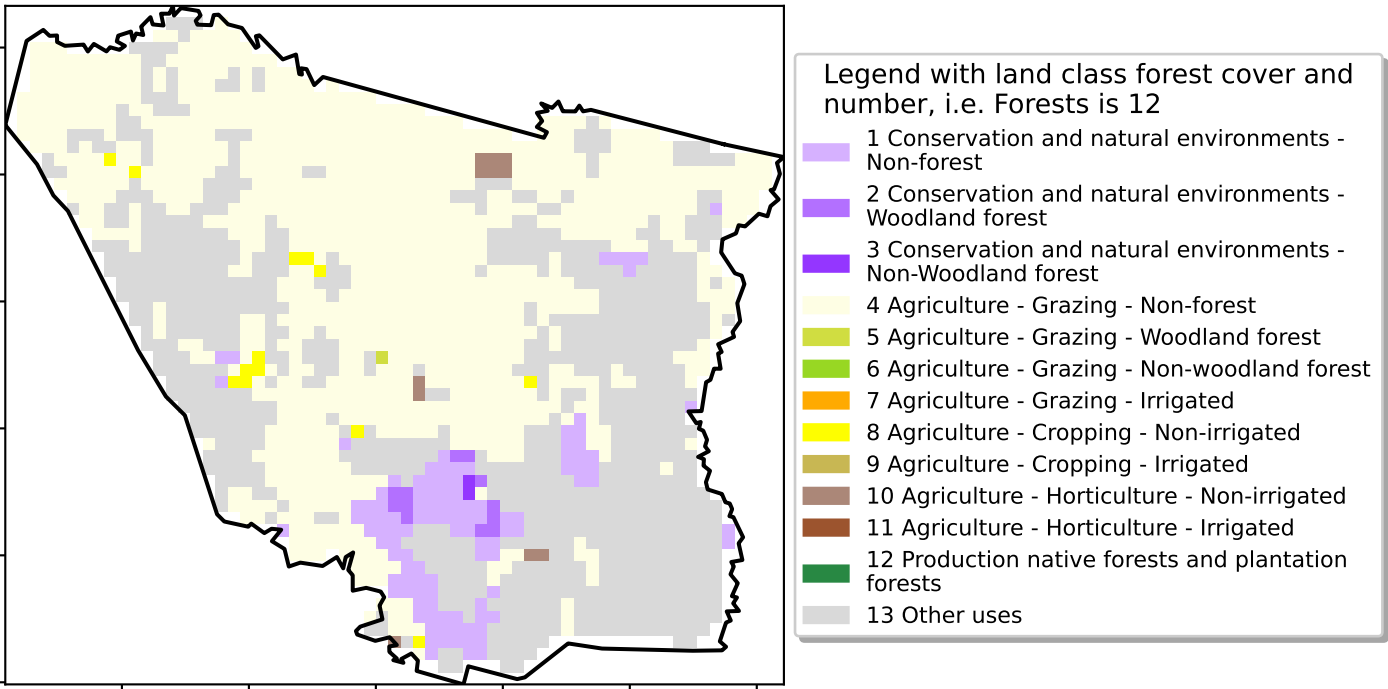 Legend with land class forest cover and
number, i.e. Forests is 12
1 Conservation and natural environments -
Non-forest
2 Conservation and natural environments -
Woodland forest
3 Conservation and natural environments -
Non-Woodland forest
4 Agriculture - Grazing - Non-forest
5 Agriculture - Grazing - Woodland forest
6 Agriculture - Grazing - Non-woodland forest
7 Agriculture - Grazing - Irrigated
8 Agriculture - Cropping - Non-irrigated
9 Agriculture - Cropping - Irrigated
10 Agriculture - Horticulture - Non-irrigated
11 Agriculture - Horticulture - Irrigated
12 Production native forests and plantation
forests
13 Other uses